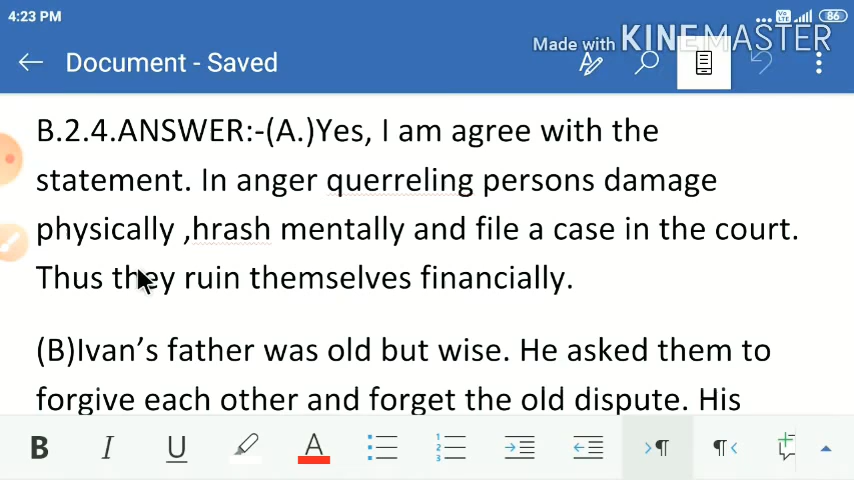 4:23 PM
86
Made with KINEMASTER
Document - Saved
B.2.4.ANSWER:-(A.)Yes, I am agree with the
statement. In anger querreling persons damage
physically ,hrash mentally and file a case in the court.
Thus they ruin themselves financially.
(B)Ivan’s father was old but wise. He asked them to
forgive each other and forget the old dispute. His
B I U A